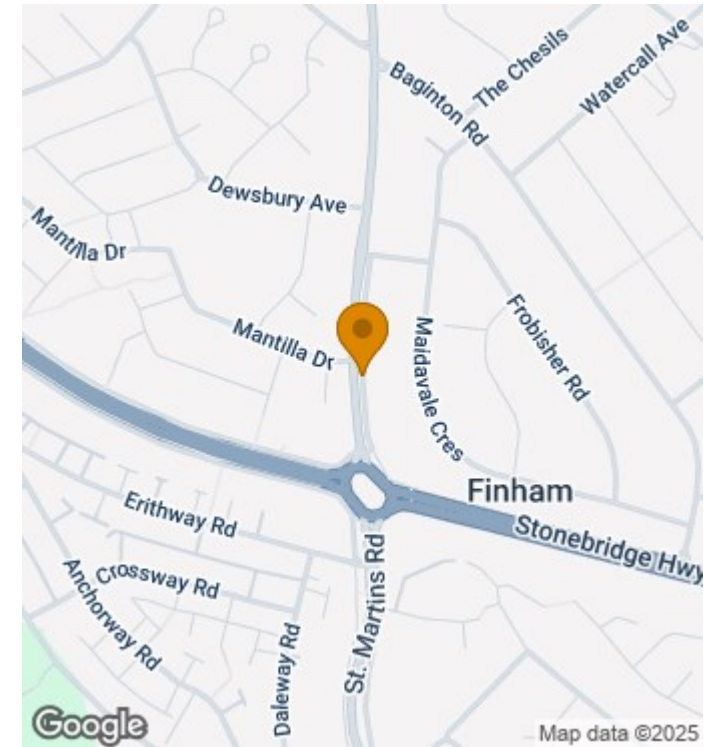 The Chesils
Watercall Ave
Baginton Rd
Dewsbury Ave
Mantilla Dr
Mantilla Dr
Frobisher Rd
Maidavale Cres
Finham
Stonebridge Hwy
Erithway Rd
Crossway Rd
Anchorway Rd
Daleway Rd
St. Martins Rd
Google
Map data ©2025